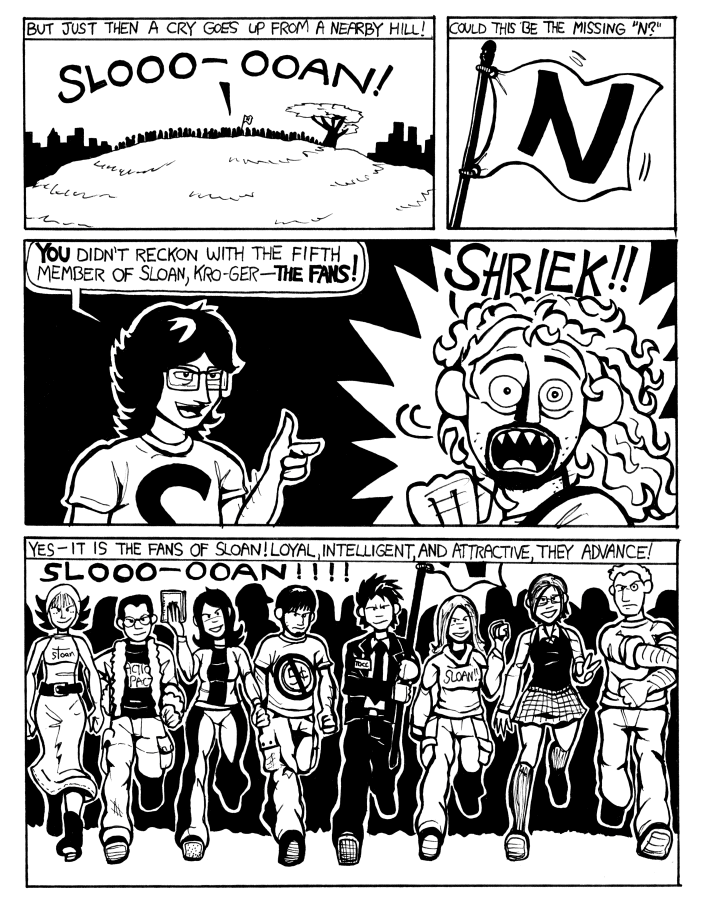 BUT JUST THEN A CRY GOES UP FROM A NEARBY HILL!
SLOOO-OOAN!
COULD THIS BE THE MISSING "N?"
N
YOU DIDN'T RECKON WITH THE FIFTH
MEMBER OF SLOAN, KRO-GER—THE FANS!
S
SHRIEK!!
YES-IT IS THE FANS OF SLOAN! LOYAL, INTELLIGENT, AND ATTRACTIVE, THEY ADVANCE!
SLOOO-OOAN!!!!
sloan
ACTIO
PACT
TDCC
SLOAN!!